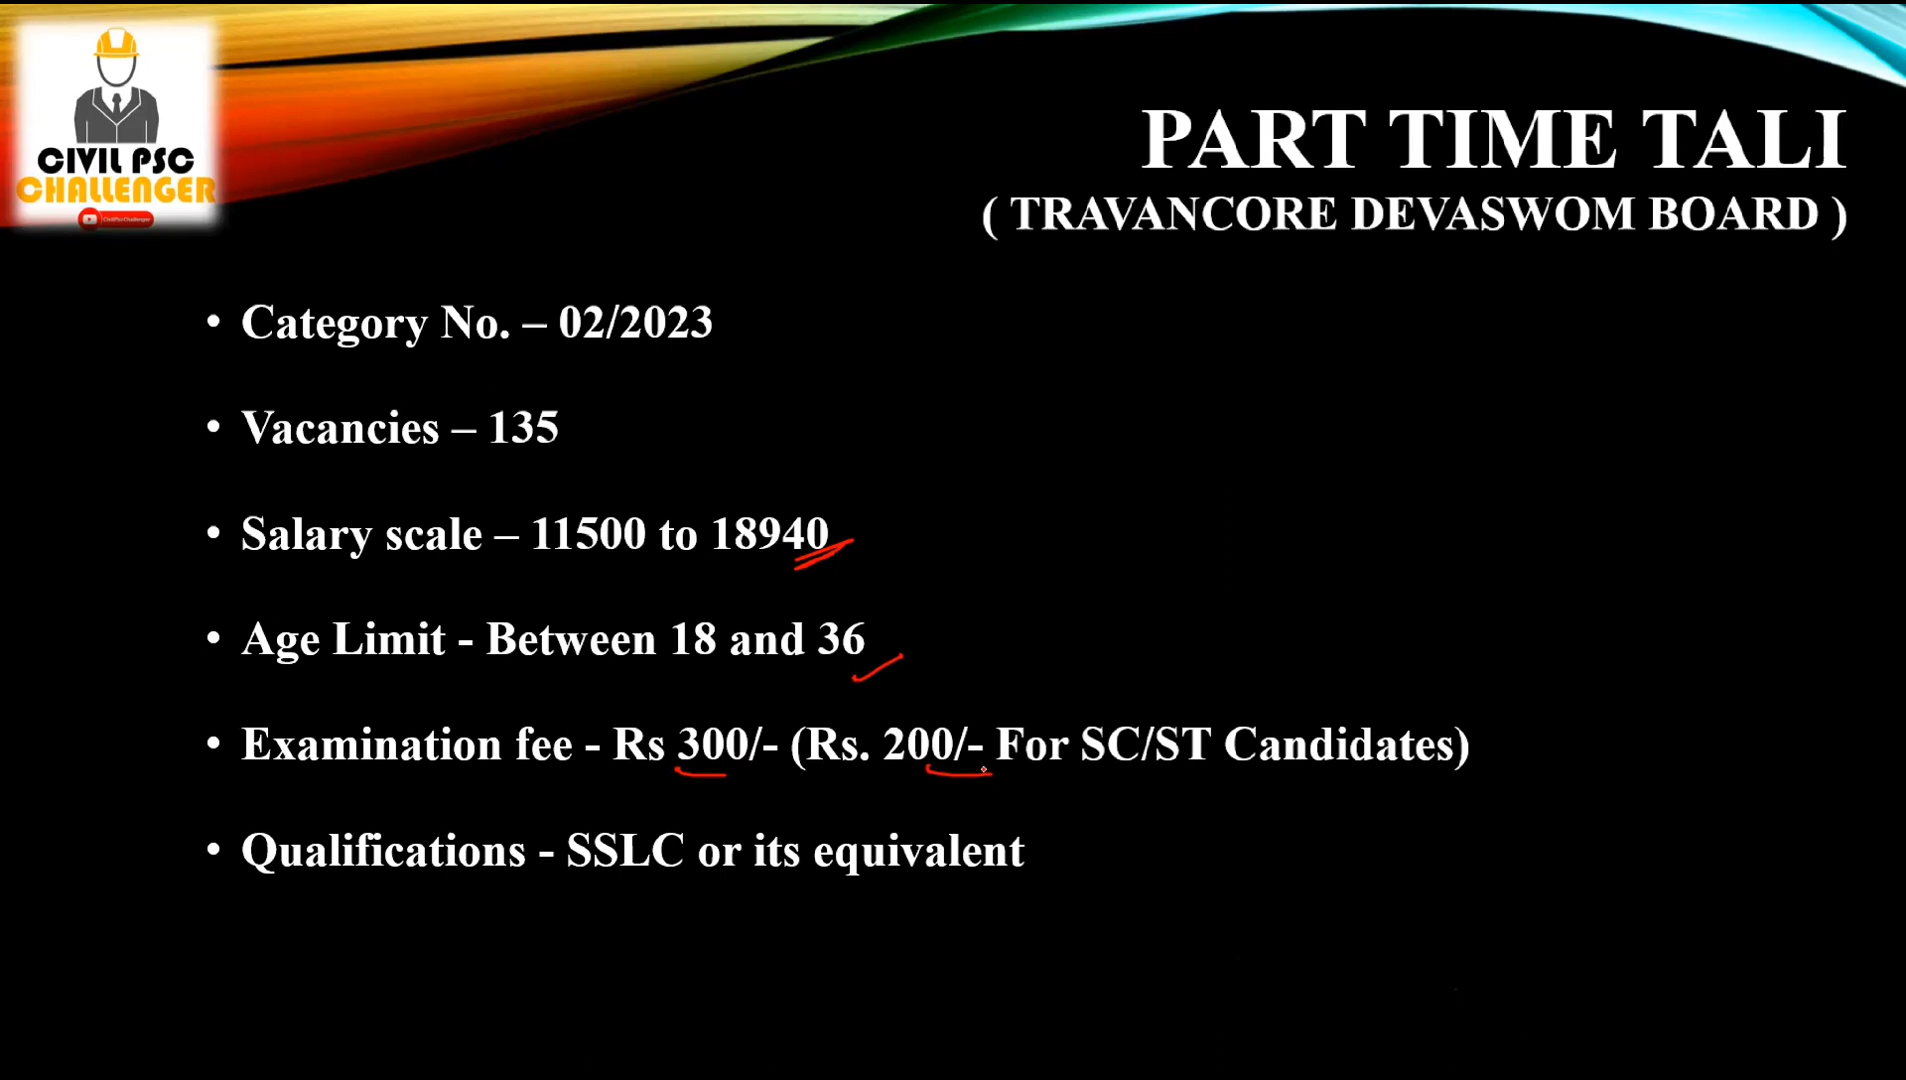 CIVIL PSC
CHALLENGER
CivilPscChallenger
PART TIME TALI
( TRAVANCORE DEVASWOM BOARD )
• Category No. – 02/2023
• Vacancies – 135
• Salary scale – 11500 to 18940
• Age Limit - Between 18 and 36
• Examination fee - Rs 300/- (Rs. 200/- For SC/ST Candidates)
• Qualifications - SSLC or its equivalent